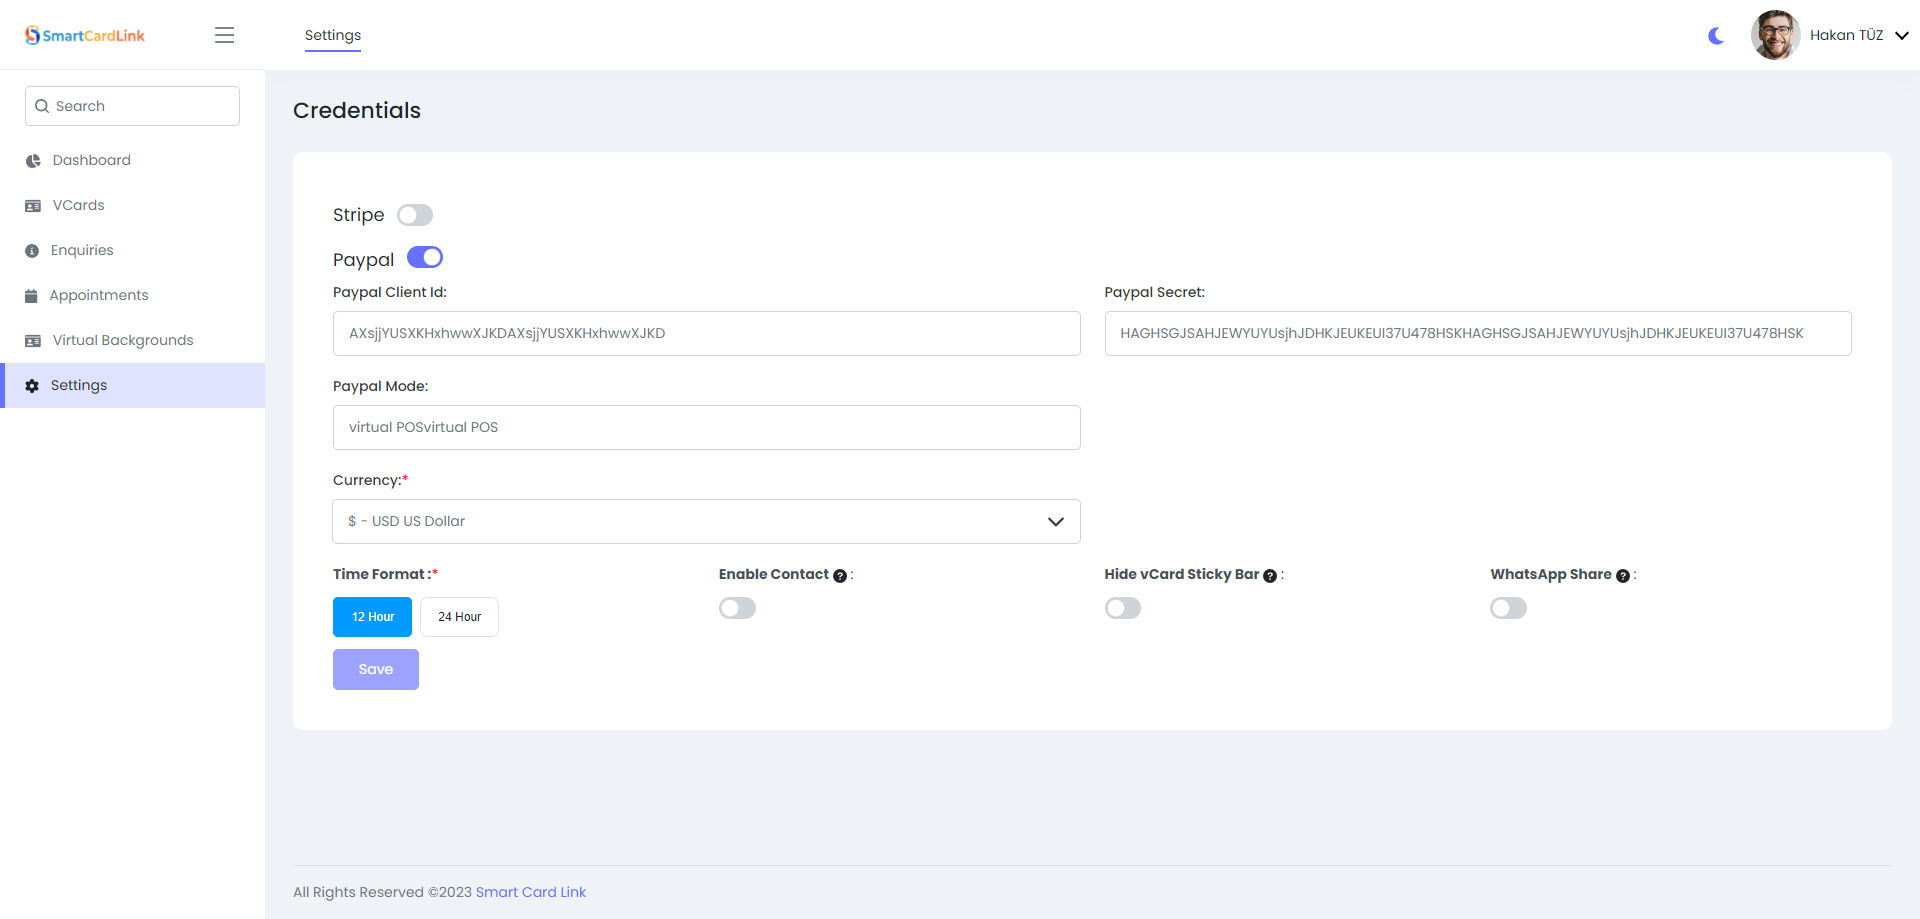 SmartCardLink
Settings
Hakan TÜZ
Search
Dashboard
VCards
Enquiries
Appointments
Virtual Backgrounds
Settings
Credentials
Stripe
Paypal
Paypal Client Id:
AXsjjYUSXKHxhwwXJKDAXsjjYUSXKHxhwwXJKD
Paypal Secret:
HAGHSGJSAHJEWYUYUsjhJDHKJEUKEUI37U478HSKHAGHSGJSAHJEWYUYUsjhJDHKJEUKEUI37U478HSK
Paypal Mode:
virtual POSvirtual POS
Currency:*
$ - USD US Dollar
Time Format :*
12 Hour
24 Hour
Enable Contact ? :
Hide vCard Sticky Bar ? :
WhatsApp Share ? :
Save
All Rights Reserved ©2023 Smart Card Link